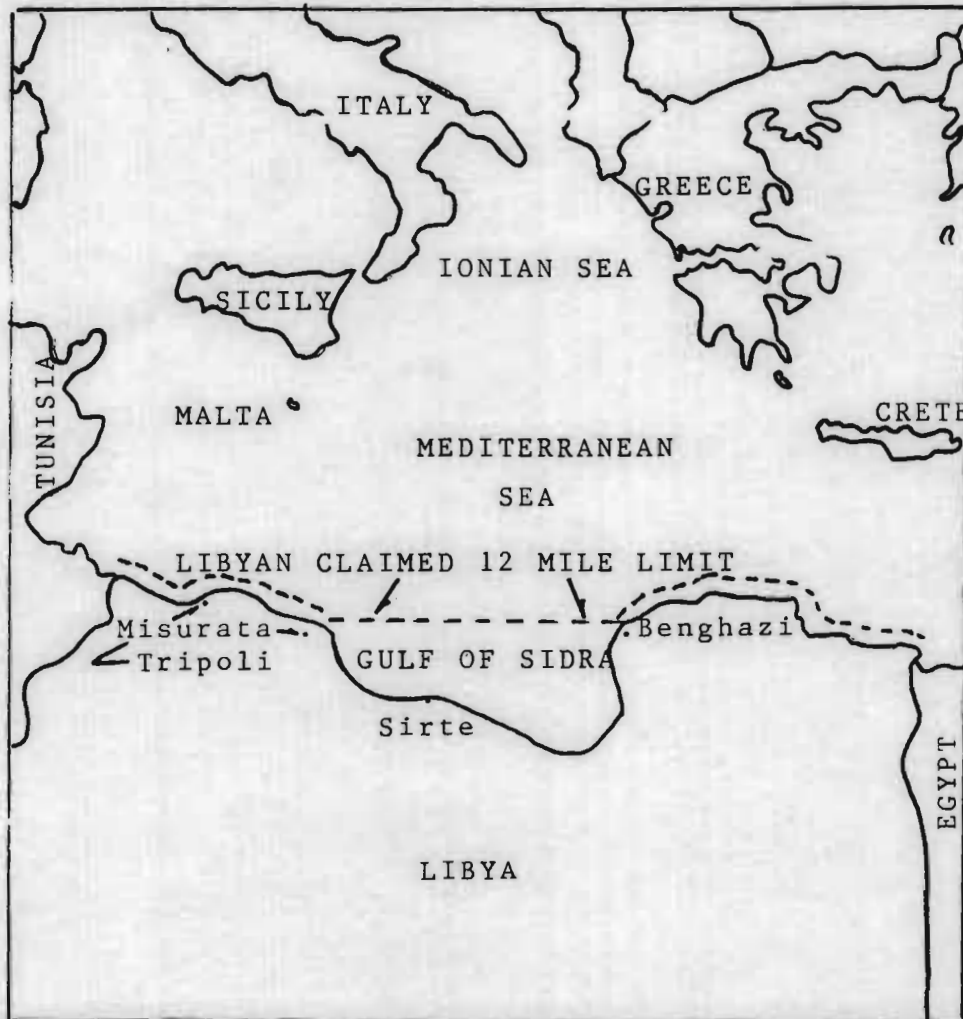 ITALY
GREECE
IONIAN SEA
SICILY
TUNISIA
MALTA
CRETE
MEDITERRANEAN
SEA
LIBYAN CLAIMED 12 MILE LIMIT
Misurata
Tripoli
Benghazi
GULF OF SIDRA
Sirte
EGYPT
LIBYA